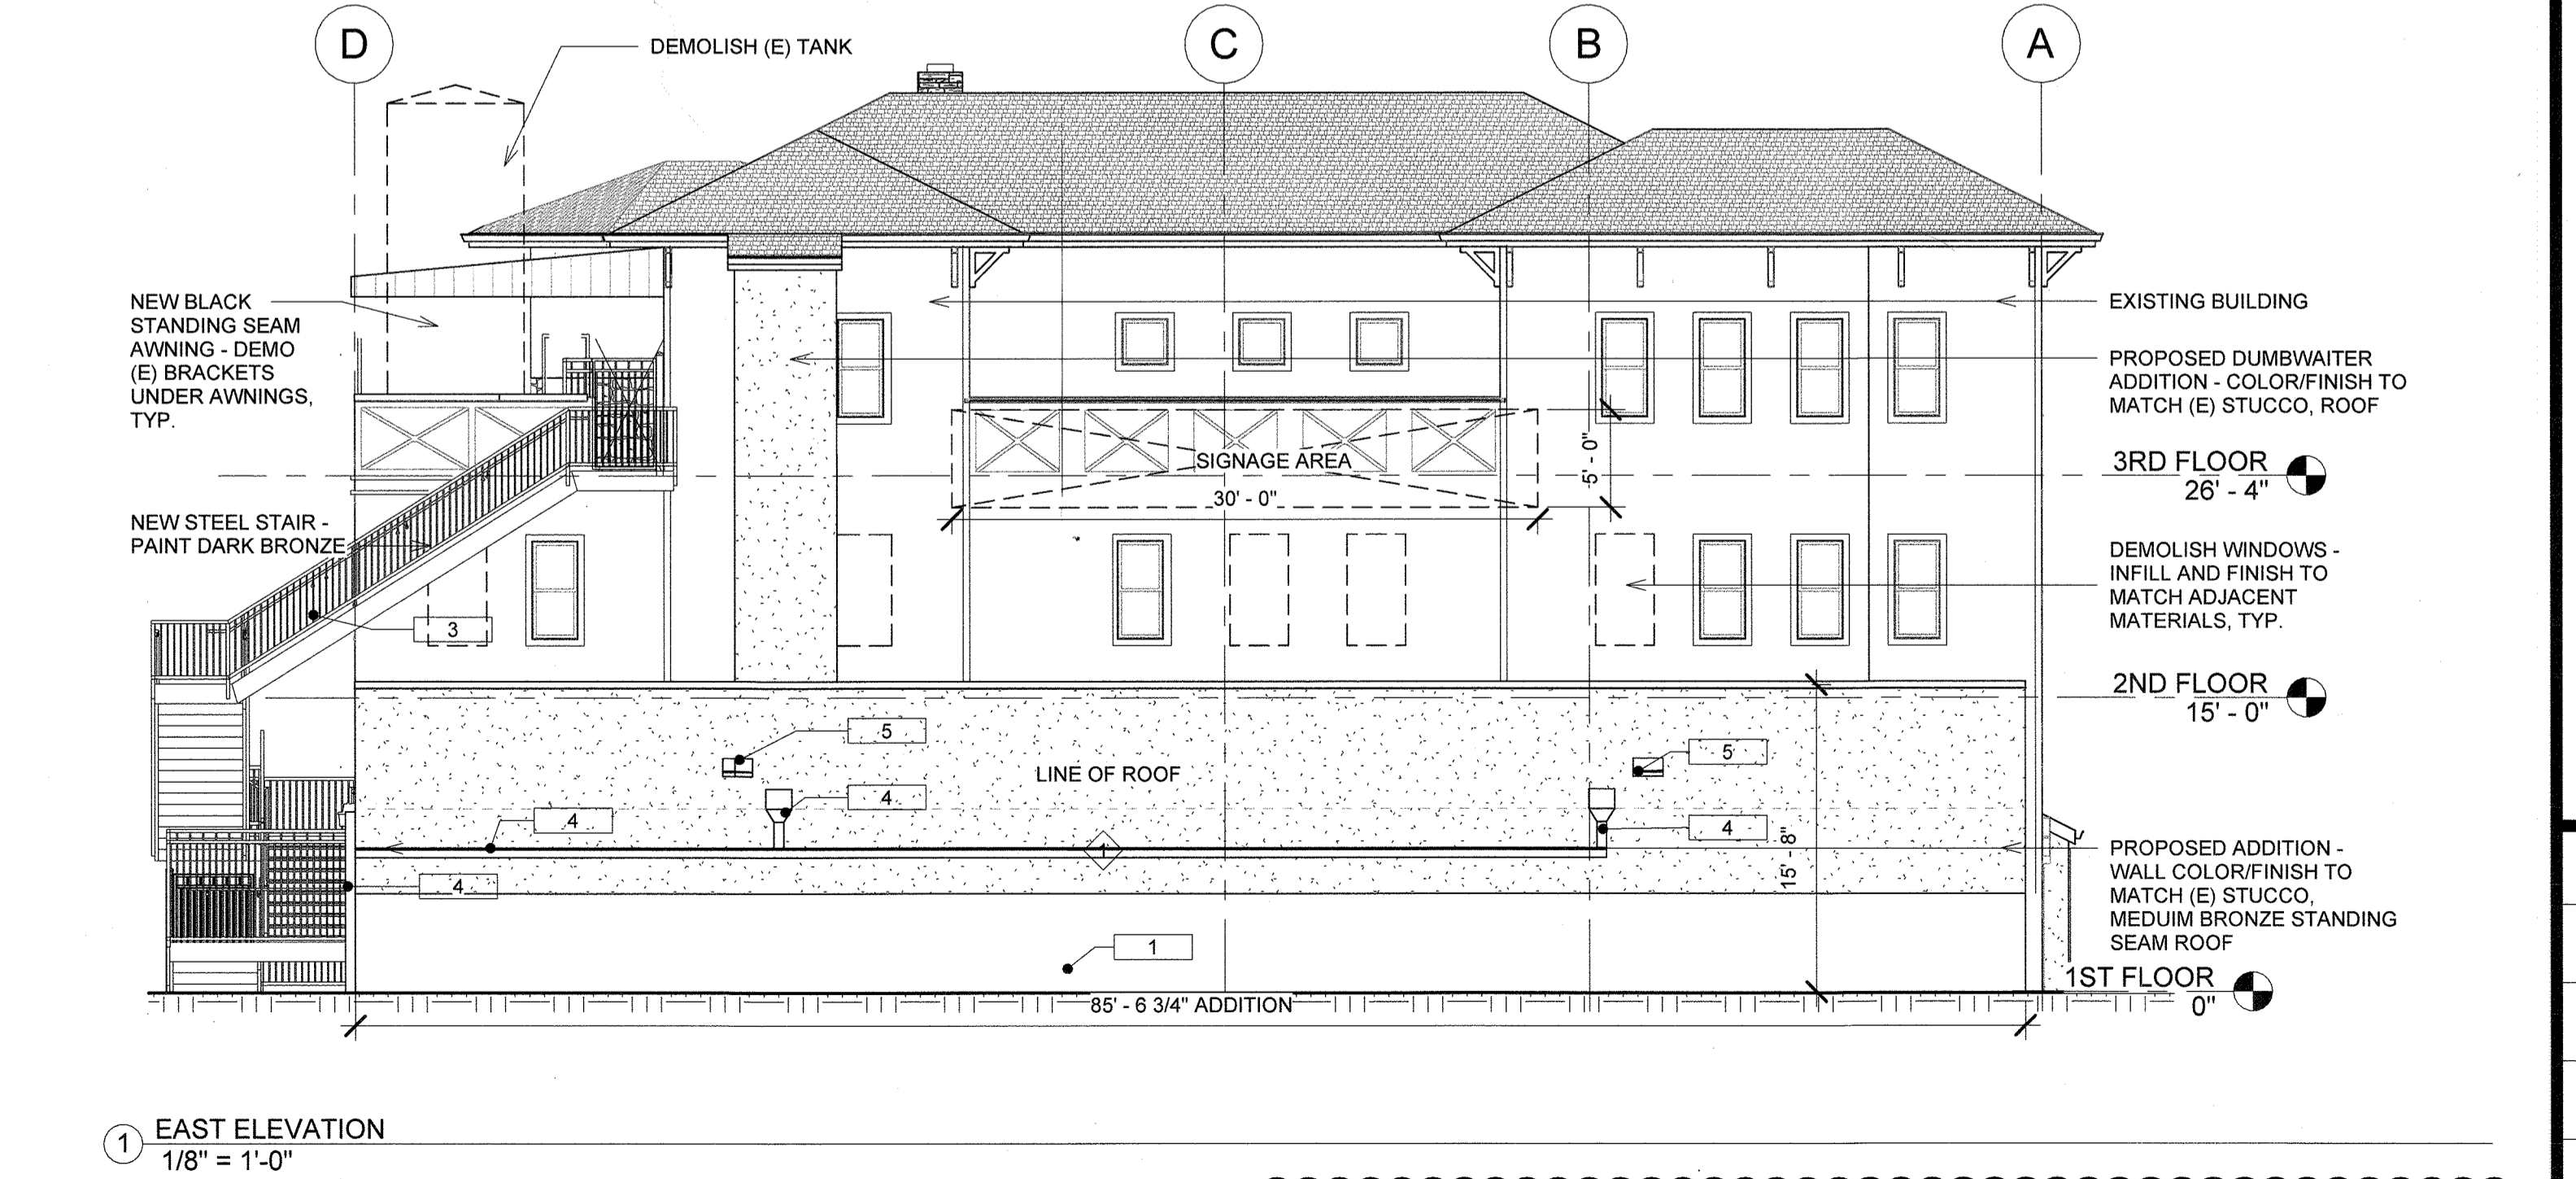 D
C
B
A
DEMOLISH (E) TANK
NEW BLACK
STANDING SEAM
AWNING - DEMO
(E) BRACKETS
UNDER AWNINGS,
TYP.
EXISTING BUILDING
PROPOSED DUMBWAITER
ADDITION - COLOR/FINISH TO
MATCH (E) STUCCO, ROOF
SIGNAGE AREA
30' - 0"
5' - 0"
3RD FLOOR
26' - 4"
NEW STEEL STAIR -
PAINT DARK BRONZE
DEMOLISH WINDOWS -
INFILL AND FINISH TO
MATCH ADJACENT
MATERIALS, TYP.
3
2ND FLOOR
15' - 0"
5
5
LINE OF ROOF
4
4
4
4
1
15' - 8"
PROPOSED ADDITION -
WALL COLOR/FINISH TO
MATCH (E) STUCCO,
MEDUIM BRONZE STANDING
SEAM ROOF
1
1ST FLOOR
0"
85' - 6 3/4" ADDITION
1
EAST ELEVATION
1/8" = 1'-0"